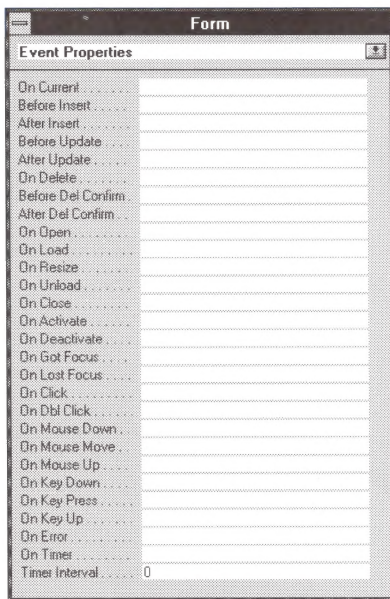 Form
Event Properties
On Current . . . . . . .
Before Insert . . . . .
After Insert . . . . . . .
Before Update . . . .
After Update . . . . .
On Delete . . . . . . . .
Before Del Confirm .
After Del Confirm . .
On Open . . . . . . . . .
On Load . . . . . . . . .
On Resize . . . . . . . .
On Unload . . . . . . .
On Close . . . . . . . . .
On Activate . . . . . . .
On Deactivate . . . . .
On Got Focus . . . . .
On Lost Focus . . . .
On Click . . . . . . . . . .
On Dbl Click . . . . . . .
On Mouse Down . .
On Mouse Move . .
On Mouse Up . . . . .
On Key Down . . . . .
On Key Press . . . . .
On Key Up . . . . . . .
On Error . . . . . . . . . .
On Timer . . . . . . . . .
Timer Interval . . . . . 0